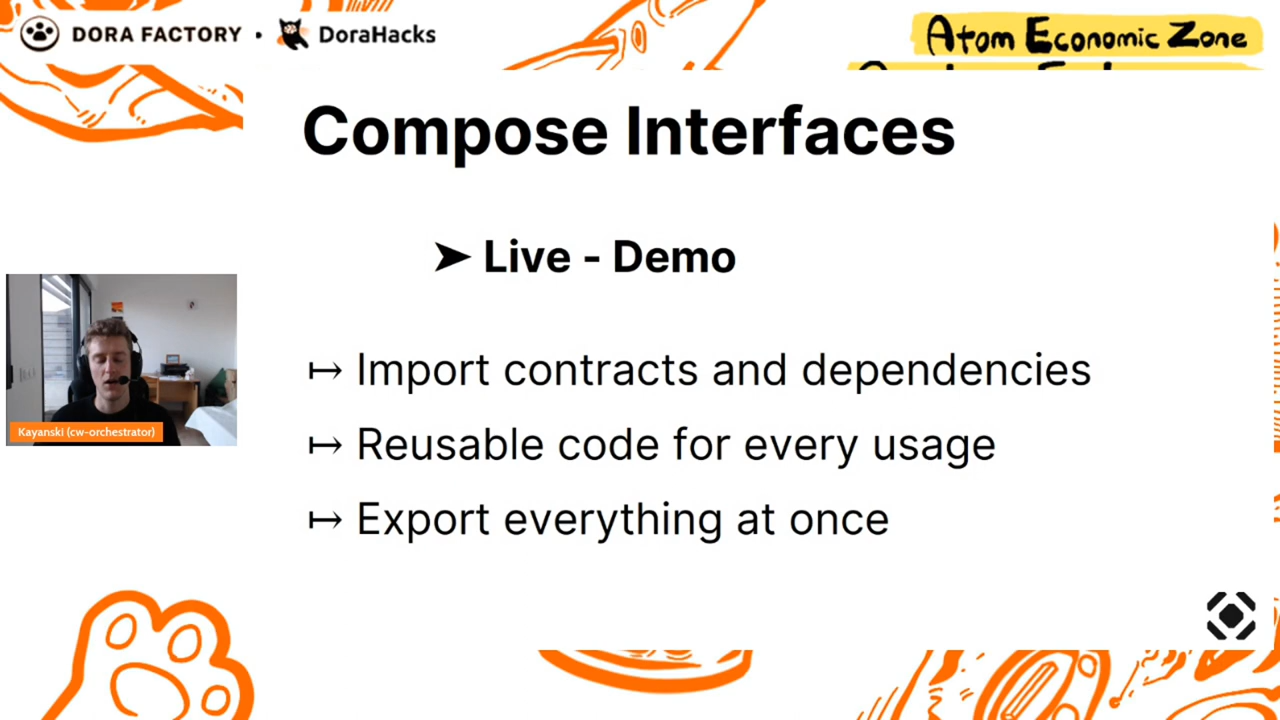 DORA FACTORY • DoraHacks
Atom Economic Zone
Compose Interfaces
➤ Live - Demo
↦ Import contracts and dependencies
↦ Reusable code for every usage
↦ Export everything at once
Kayanski (cw-orchestrator)